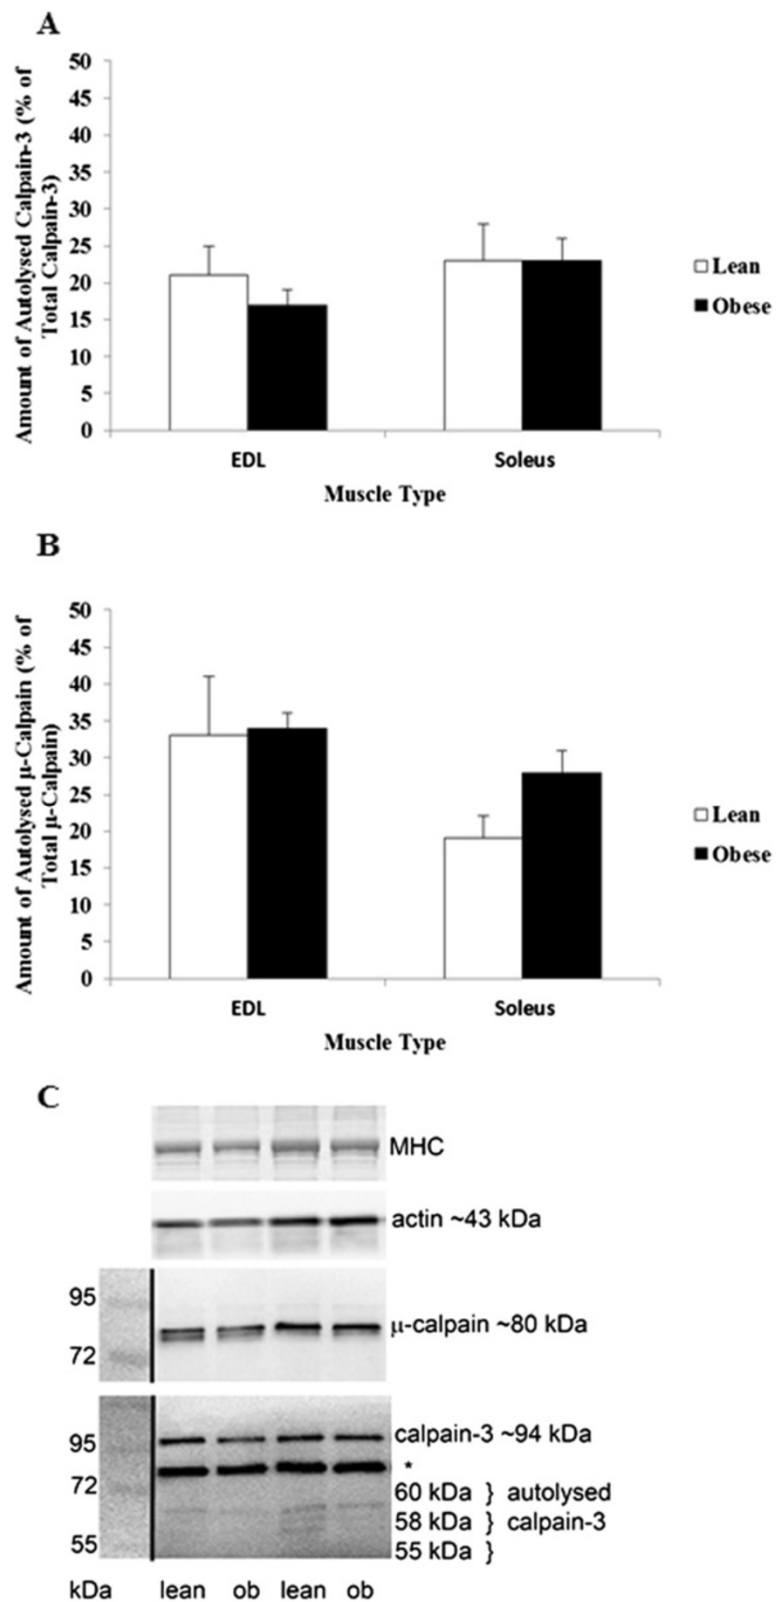 A
Amount of Autolysed Calpain-3 (% of
Total Calpain-3)
50
45
40
35
30
25
20
15
10
5
0
EDL
Soleus
Muscle Type
Lean
Obese
B
Amount of Autolysed μ-Calpain (% of
Total μ-Calpain)
50
45
40
35
30
25
20
15
10
5
0
EDL
Soleus
Muscle Type
Lean
Obese
C
MHC
actin ~43 kDa
95
72
μ-calpain ~80 kDa
95
72
55
calpain-3 ~94 kDa
*
60 kDa } autolysed
58 kDa } calpain-3
55 kDa }
kDa lean ob lean ob